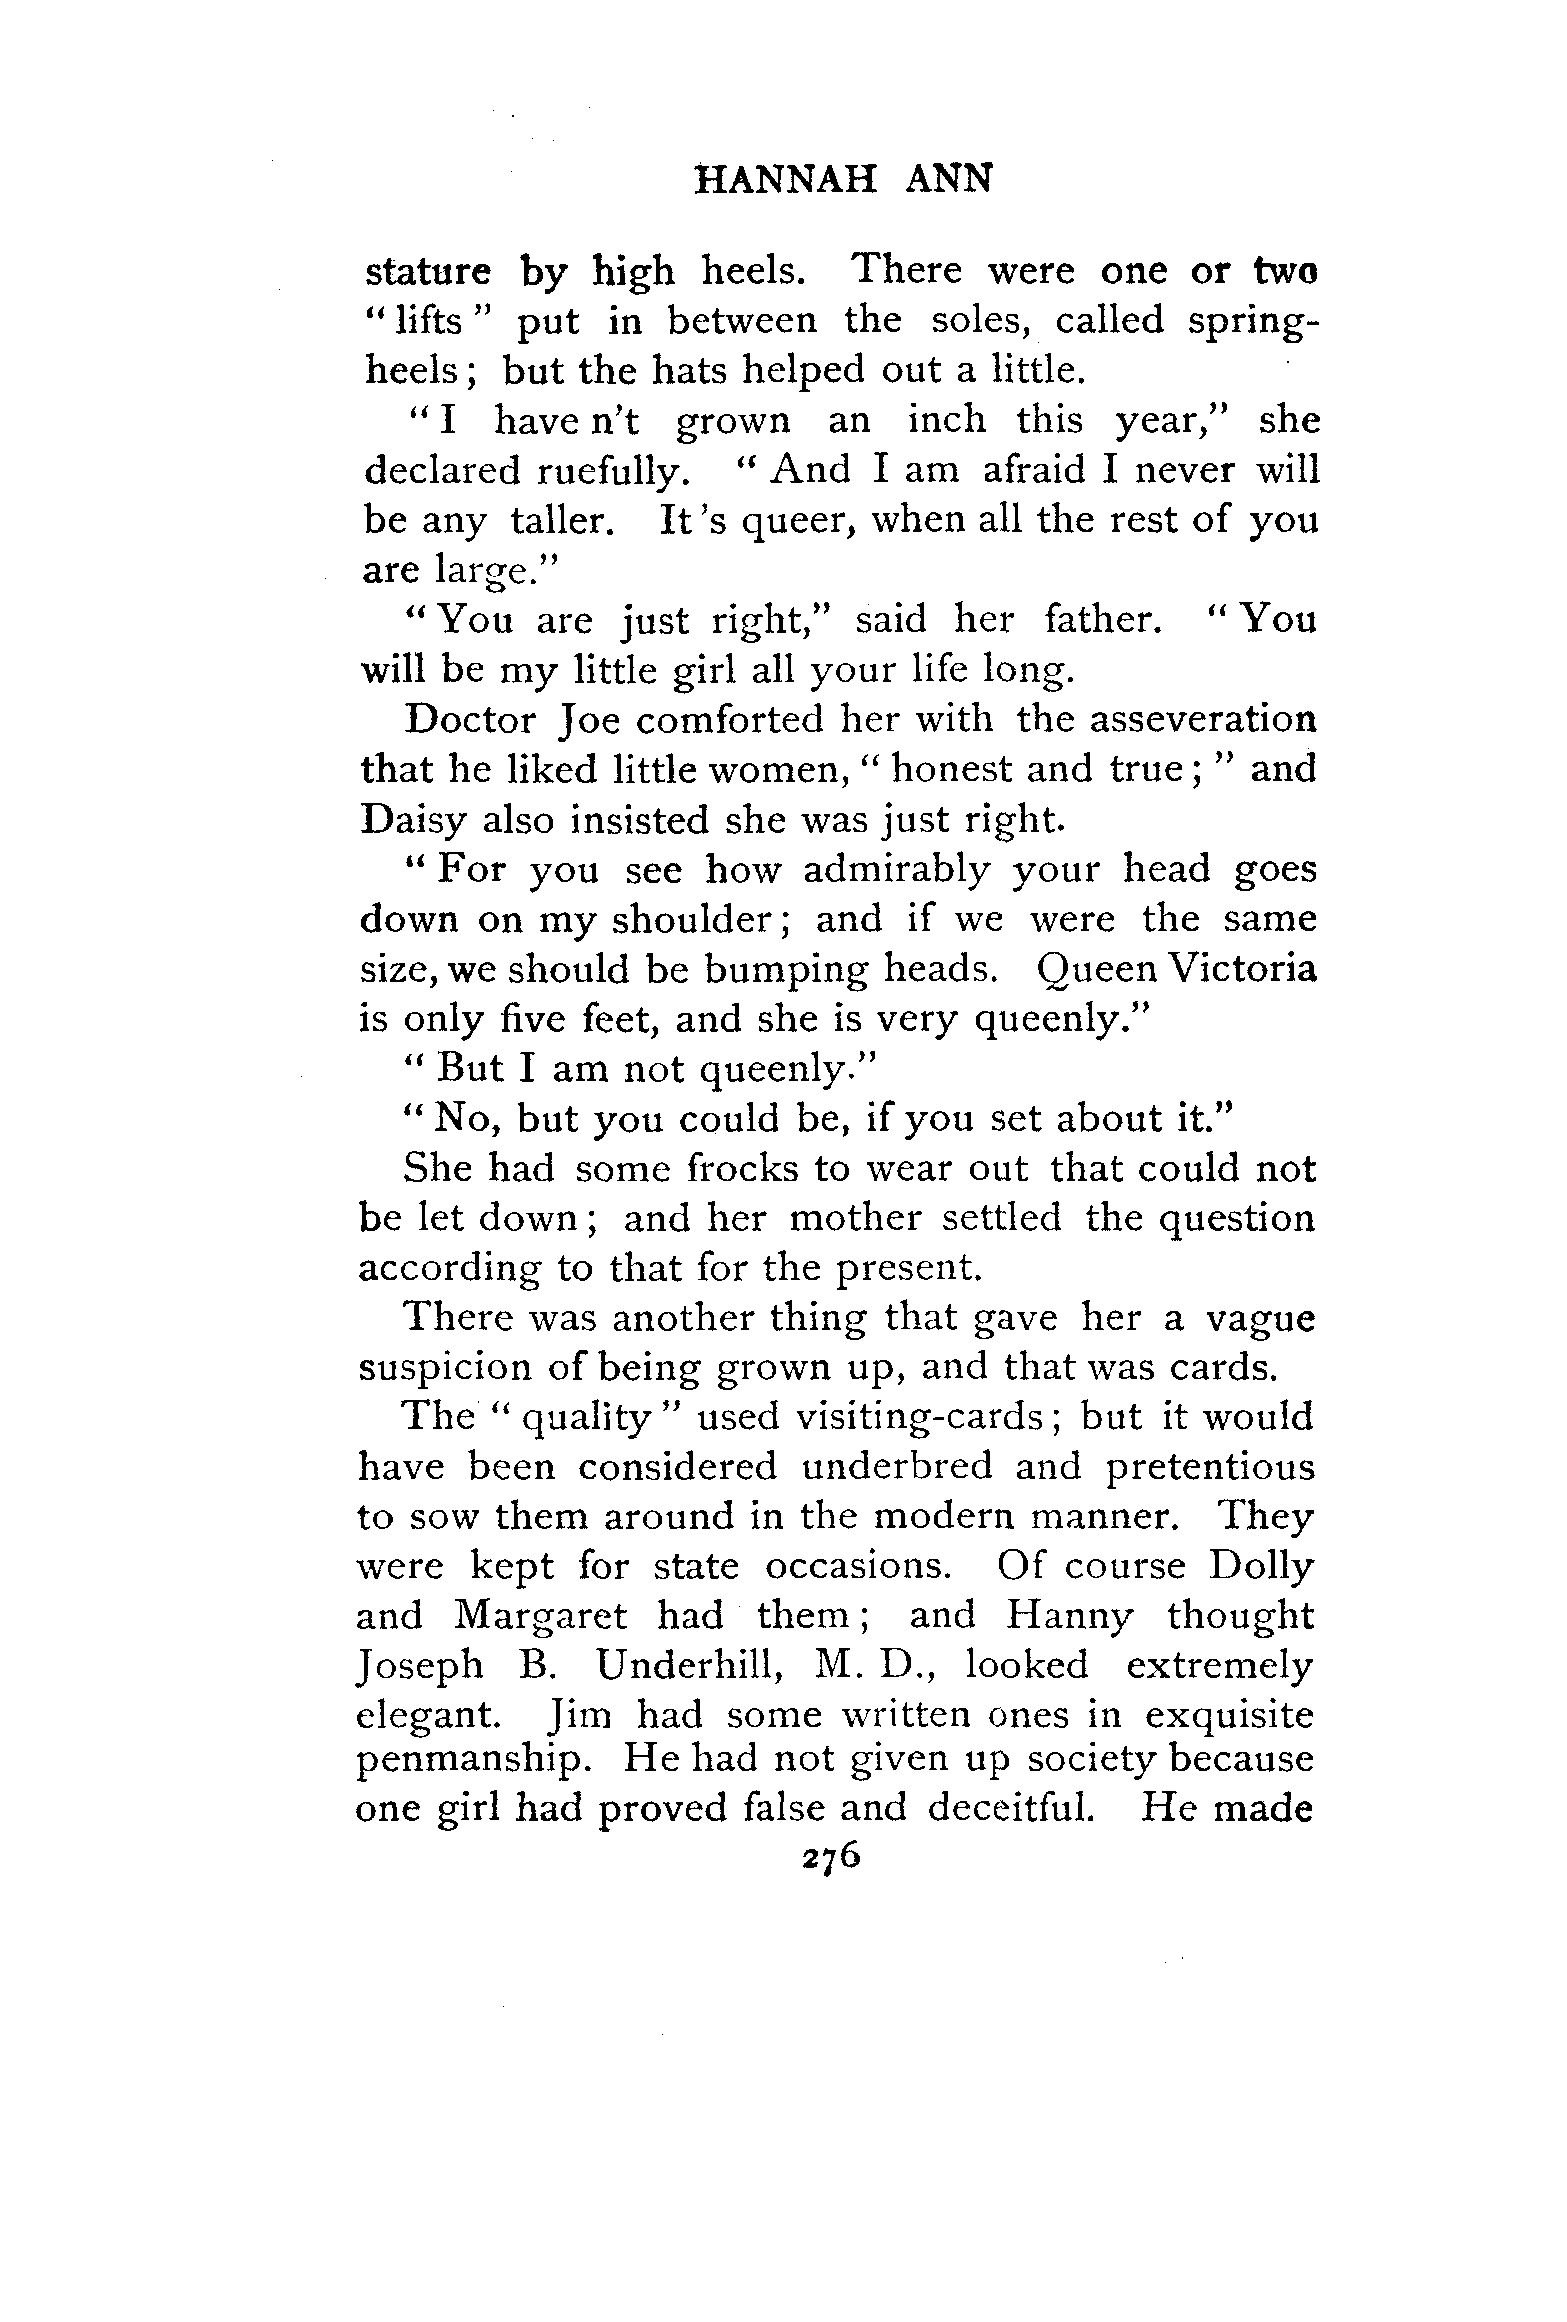 HANNAH ANN
stature by high heels. There were one or two
“ lifts ” put in between the soles, called spring-
heels ; but the hats helped out a little.
“ I have n’t grown an inch this year,” she
declared ruefully. “ And I am afraid I never will
be any taller. It ’s queer, when all the rest of you
are large.”
“ You are just right,” said her father. “ You
will be my little girl all your life long.
Doctor Joe comforted her with the asseveration
that he liked little women, “ honest and true ; ” and
Daisy also insisted she was just right.
“ For you see how admirably your head goes
down on my shoulder ; and if we were the same
size, we should be bumping heads. Queen Victoria
is only five feet, and she is very queenly.”
“ But I am not queenly.”
“ No, but you could be, if you set about it.”
She had some frocks to wear out that could not
be let down ; and her mother settled the question
according to that for the present.
There was another thing that gave her a vague
suspicion of being grown up, and that was cards.
The “ quality ” used visiting-cards ; but it would
have been considered underbred and pretentious
to sow them around in the modern manner. They
were kept for state occasions. Of course Dolly
and Margaret had them ; and Hanny thought
Joseph B. Underhill, M. D., looked extremely
elegant. Jim had some written ones in exquisite
penmanship. He had not given up society because
one girl had proved false and deceitful. He made
276